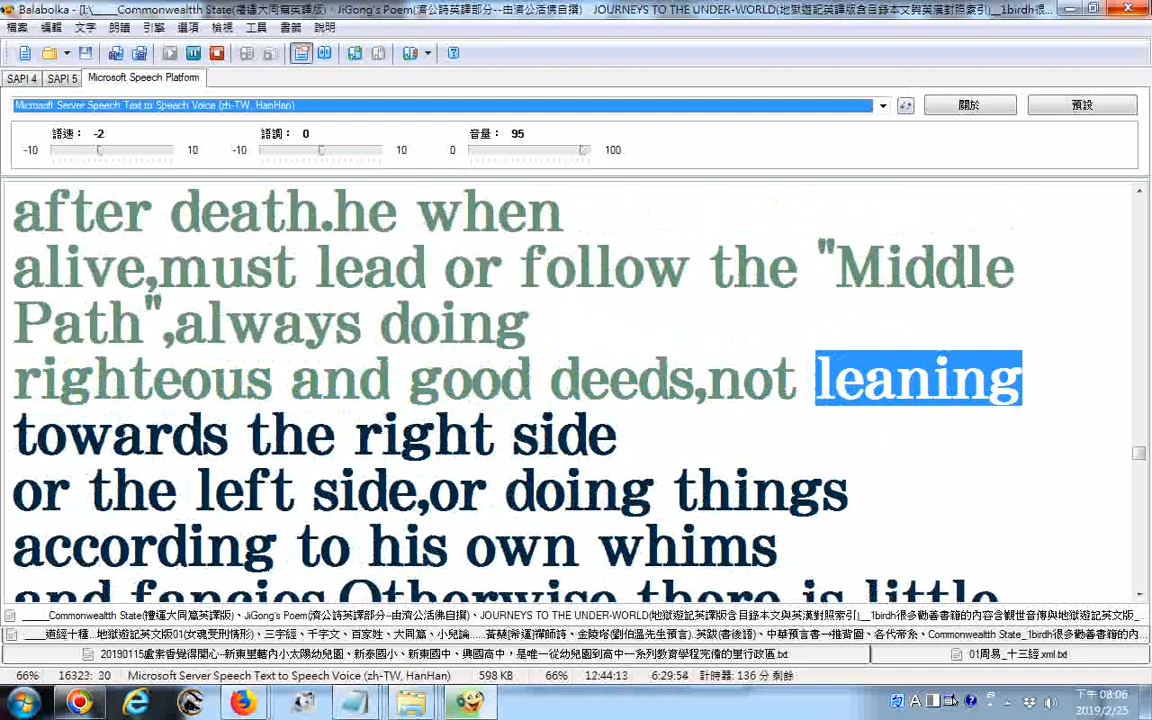 Balabolka - [I:\_____Commonwealtth State(禮運大同篇英譯版)、JiGong's Poem(濟公詩英譯部分--由濟公活佛自撰) 、JOURNEYS TO THE UNDER-WORLD(地獄遊記英譯版含目錄本文與英漢對照索引)__1birdh很...
檔案 編輯 文字 朗讀 引擎 選項 檢視 工具 書籤 說明
SAPI 4 SAPI 5 Microsoft Speech Platform
Microsoft Server Speech Text to Speech Voice (zh-TW, HanHan) 關於 預設
語速： -2 語調： 0 音量： 95
-10 10 -10 10 0 100
after death.he when
alive,must lead or follow the "Middle
Path",always doing
righteous and good deeds,not leaning
towards the right side
or the left side,or doing things
according to his own whims
and fancies.Otherwise there is little
_____Commonwealtth State(禮運大同篇英譯版)、JiGong's Poem(濟公詩英譯部分--由濟公活佛自撰) 、JOURNEYS TO THE UNDER-WORLD(地獄遊記英譯版含目錄本文與英漢對照索引)__1birdh很多勸善書籍的內容含觀世音傳與地獄遊記英文版_
20190115處案皆覺得開心--新東里轄內小太陽幼兒園、新泰國小、新東國中、興國高中，是唯一從幼兒園到高中一系列教育學程完備的里行政區.txt 01周易_十三經.xml.txt
66% 16323: 30 Microsoft Server Speech Text to Speech Voice (zh-TW, HanHan) 598 KB 66% 12:44:13 6:29:54 計時器：136 分 剩餘
下午 08:06
2019/2/25